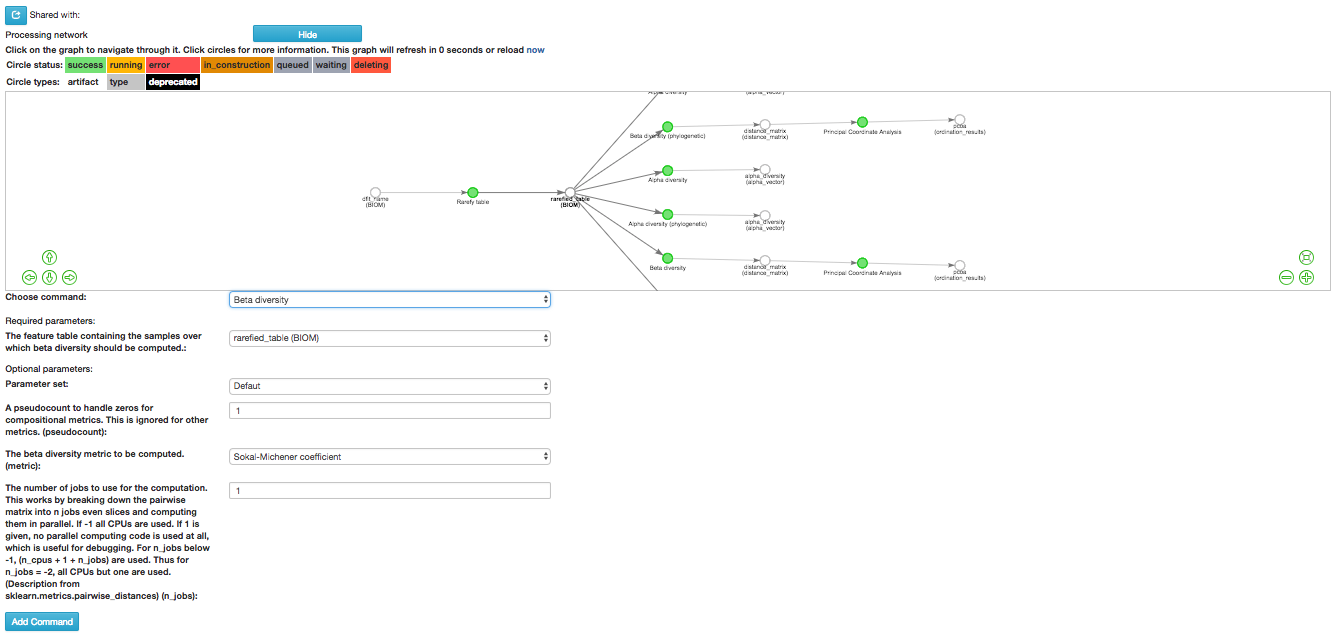 Shared with:
Processing network
Hide
Click on the graph to navigate through it. Click circles for more information. This graph will refresh in 0 seconds or reload now
Circle status: success running error in_construction queued waiting deleting
Circle types: artifact type deprecated
Alpha diversity
(alpha_vector)
Beta diversity (phylogenetic)
distance_matrix
(distance_matrix)
Principal Coordinate Analysis
pcoa
(ordination_results)
Alpha diversity
alpha_diversity
(alpha_vector)
dflt_name
(BIOM)
Rarefy table
rarefied_table
(BIOM)
Alpha diversity (phylogenetic)
alpha_diversity
(alpha_vector)
Beta diversity
distance_matrix
(distance_matrix)
Principal Coordinate Analysis
pcoa
(ordination_results)
Choose command:
Beta diversity
Required parameters:
The feature table containing the samples over
which beta diversity should be computed.:
rarefied_table (BIOM)
Optional parameters:
Parameter set:
Defaut
A pseudocount to handle zeros for
compositional metrics. This is ignored for other
metrics. (pseudocount):
1
The beta diversity metric to be computed.
(metric):
Sokal-Michener coefficient
The number of jobs to use for the computation.
This works by breaking down the pairwise
matrix into n jobs even slices and computing
them in parallel. If -1 all CPUs are used. If 1 is
given, no parallel computing code is used at all,
which is useful for debugging. For n_jobs below
-1, (n_cpus + 1 + n_jobs) are used. Thus for
n_jobs = -2, all CPUs but one are used.
(Description from
sklearn.metrics.pairwise_distances) (n_jobs):
1
Add Command